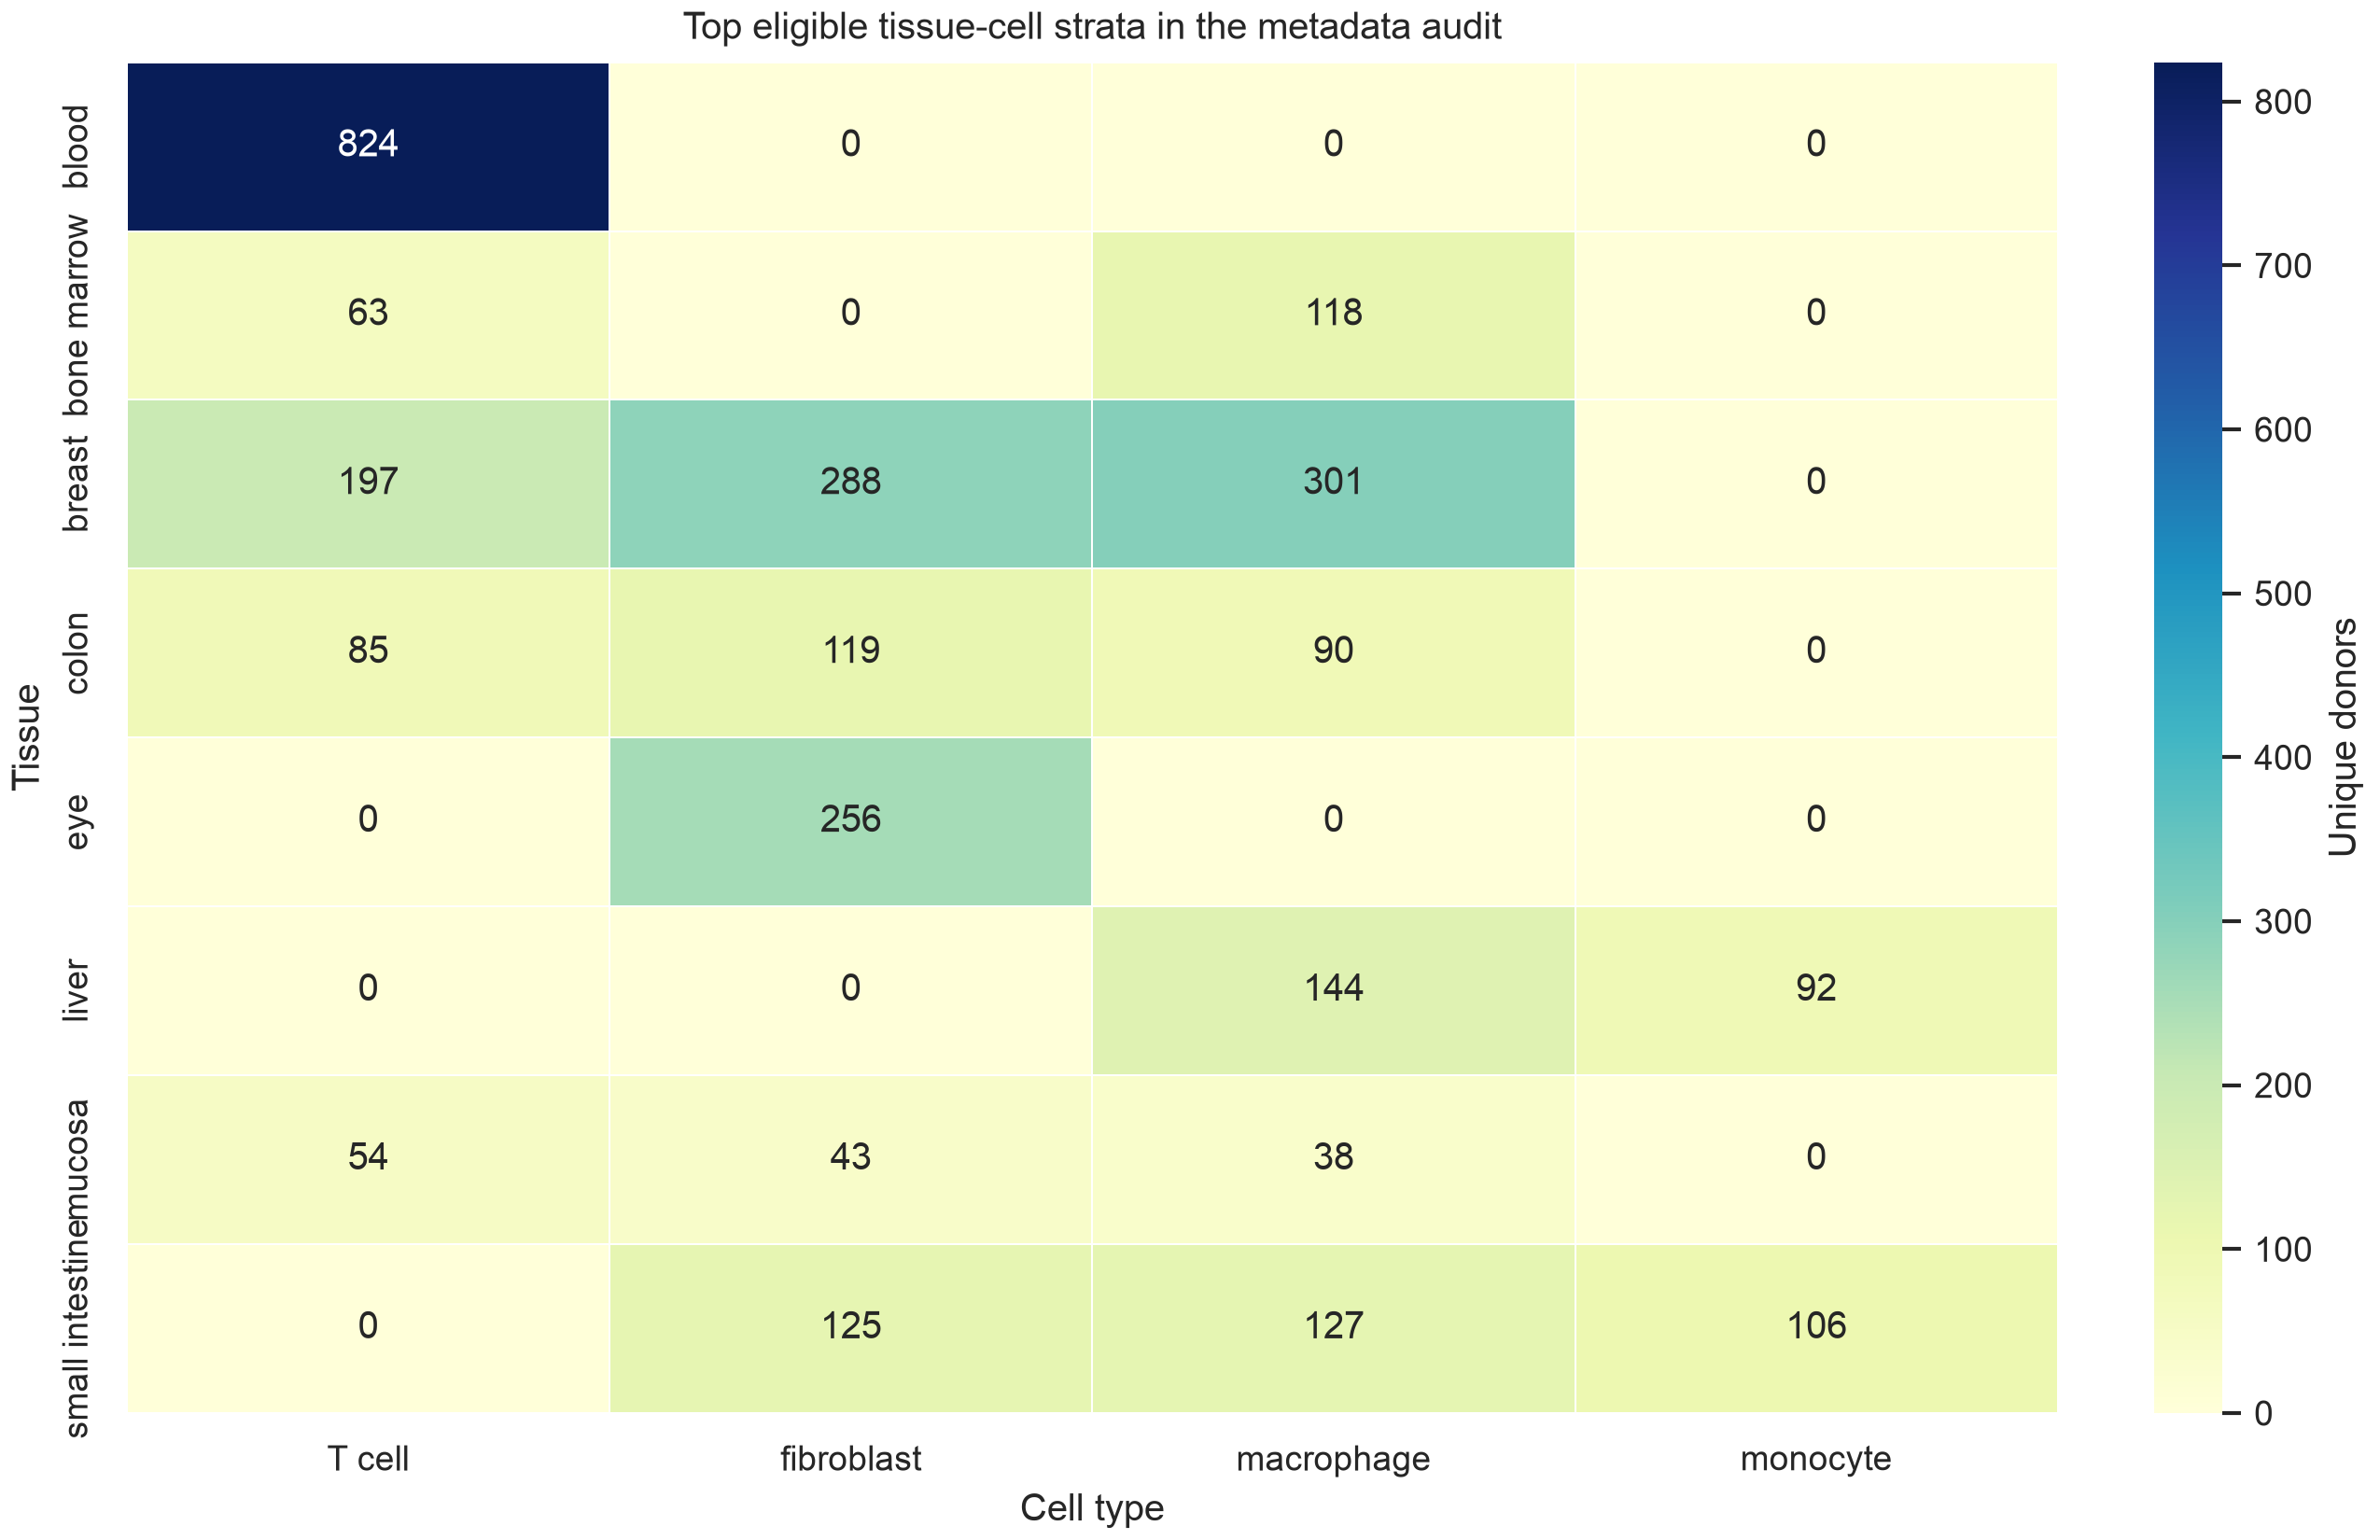 Top eligible tissue-cell strata in the metadata audit
Tissue
blood
824
0
0
0
bone marrow
63
0
118
0
breast
197
288
301
0
colon
85
119
90
0
eye
0
256
0
0
liver
0
0
144
92
mucosa
54
43
38
0
small intestine
0
125
127
106
T cell
fibroblast
macrophage
monocyte
Cell type
800
700
600
500
400
300
200
100
0
Unique donors